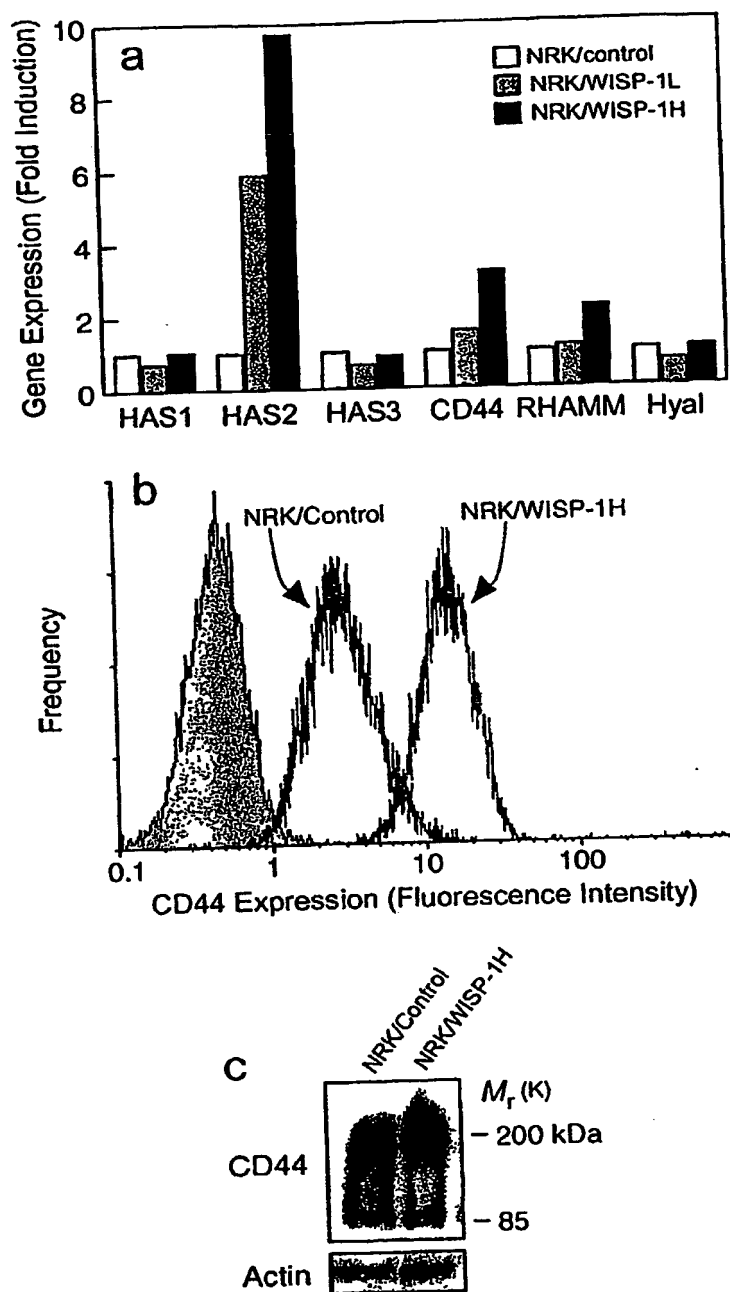 a
Gene Expression (Fold Induction)
10
8
6
4
2
0
NRK/control
NRK/WISP-1L
NRK/WISP-1H
HAS1 HAS2 HAS3 CD44 RHAMM Hyal
b
NRK/Control
NRK/WISP-1H
Frequency
0.1 1 10 100
CD44 Expression (Fluorescence Intensity)
c
NRK/Control
NRK/WISP-1H
Mr (K)
CD44
– 200 kDa
– 85
Actin